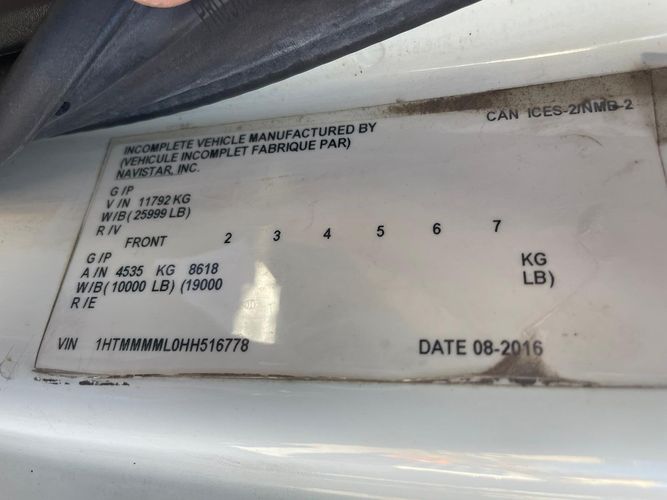 CAN ICES-2/NMB-2
INCOMPLETE VEHICLE MANUFACTURED BY
(VEHICULE INCOMPLET FABRIQUE PAR)
NAVISTAR, INC.
G /P
V /N 11792 KG
W/B( 25999 LB)
R /V
FRONT 2 3 4 5 6 7
G /P
A /N 4535 KG 8618 KG
W/B( 10000 LB) (19000 LB)
R /E
VIN 1HTMMMML0HH516778 DATE 08-2016